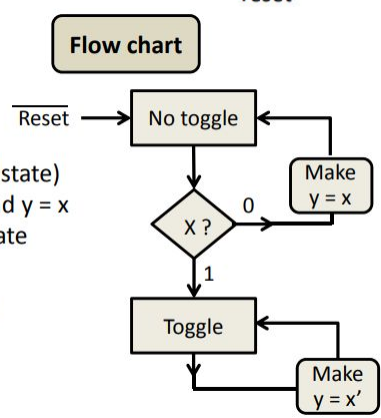 Flow chart
Reset
No toggle
state)
d y = x
ate
Make
y = x
0
X ?
1
Toggle
Make
y = x'